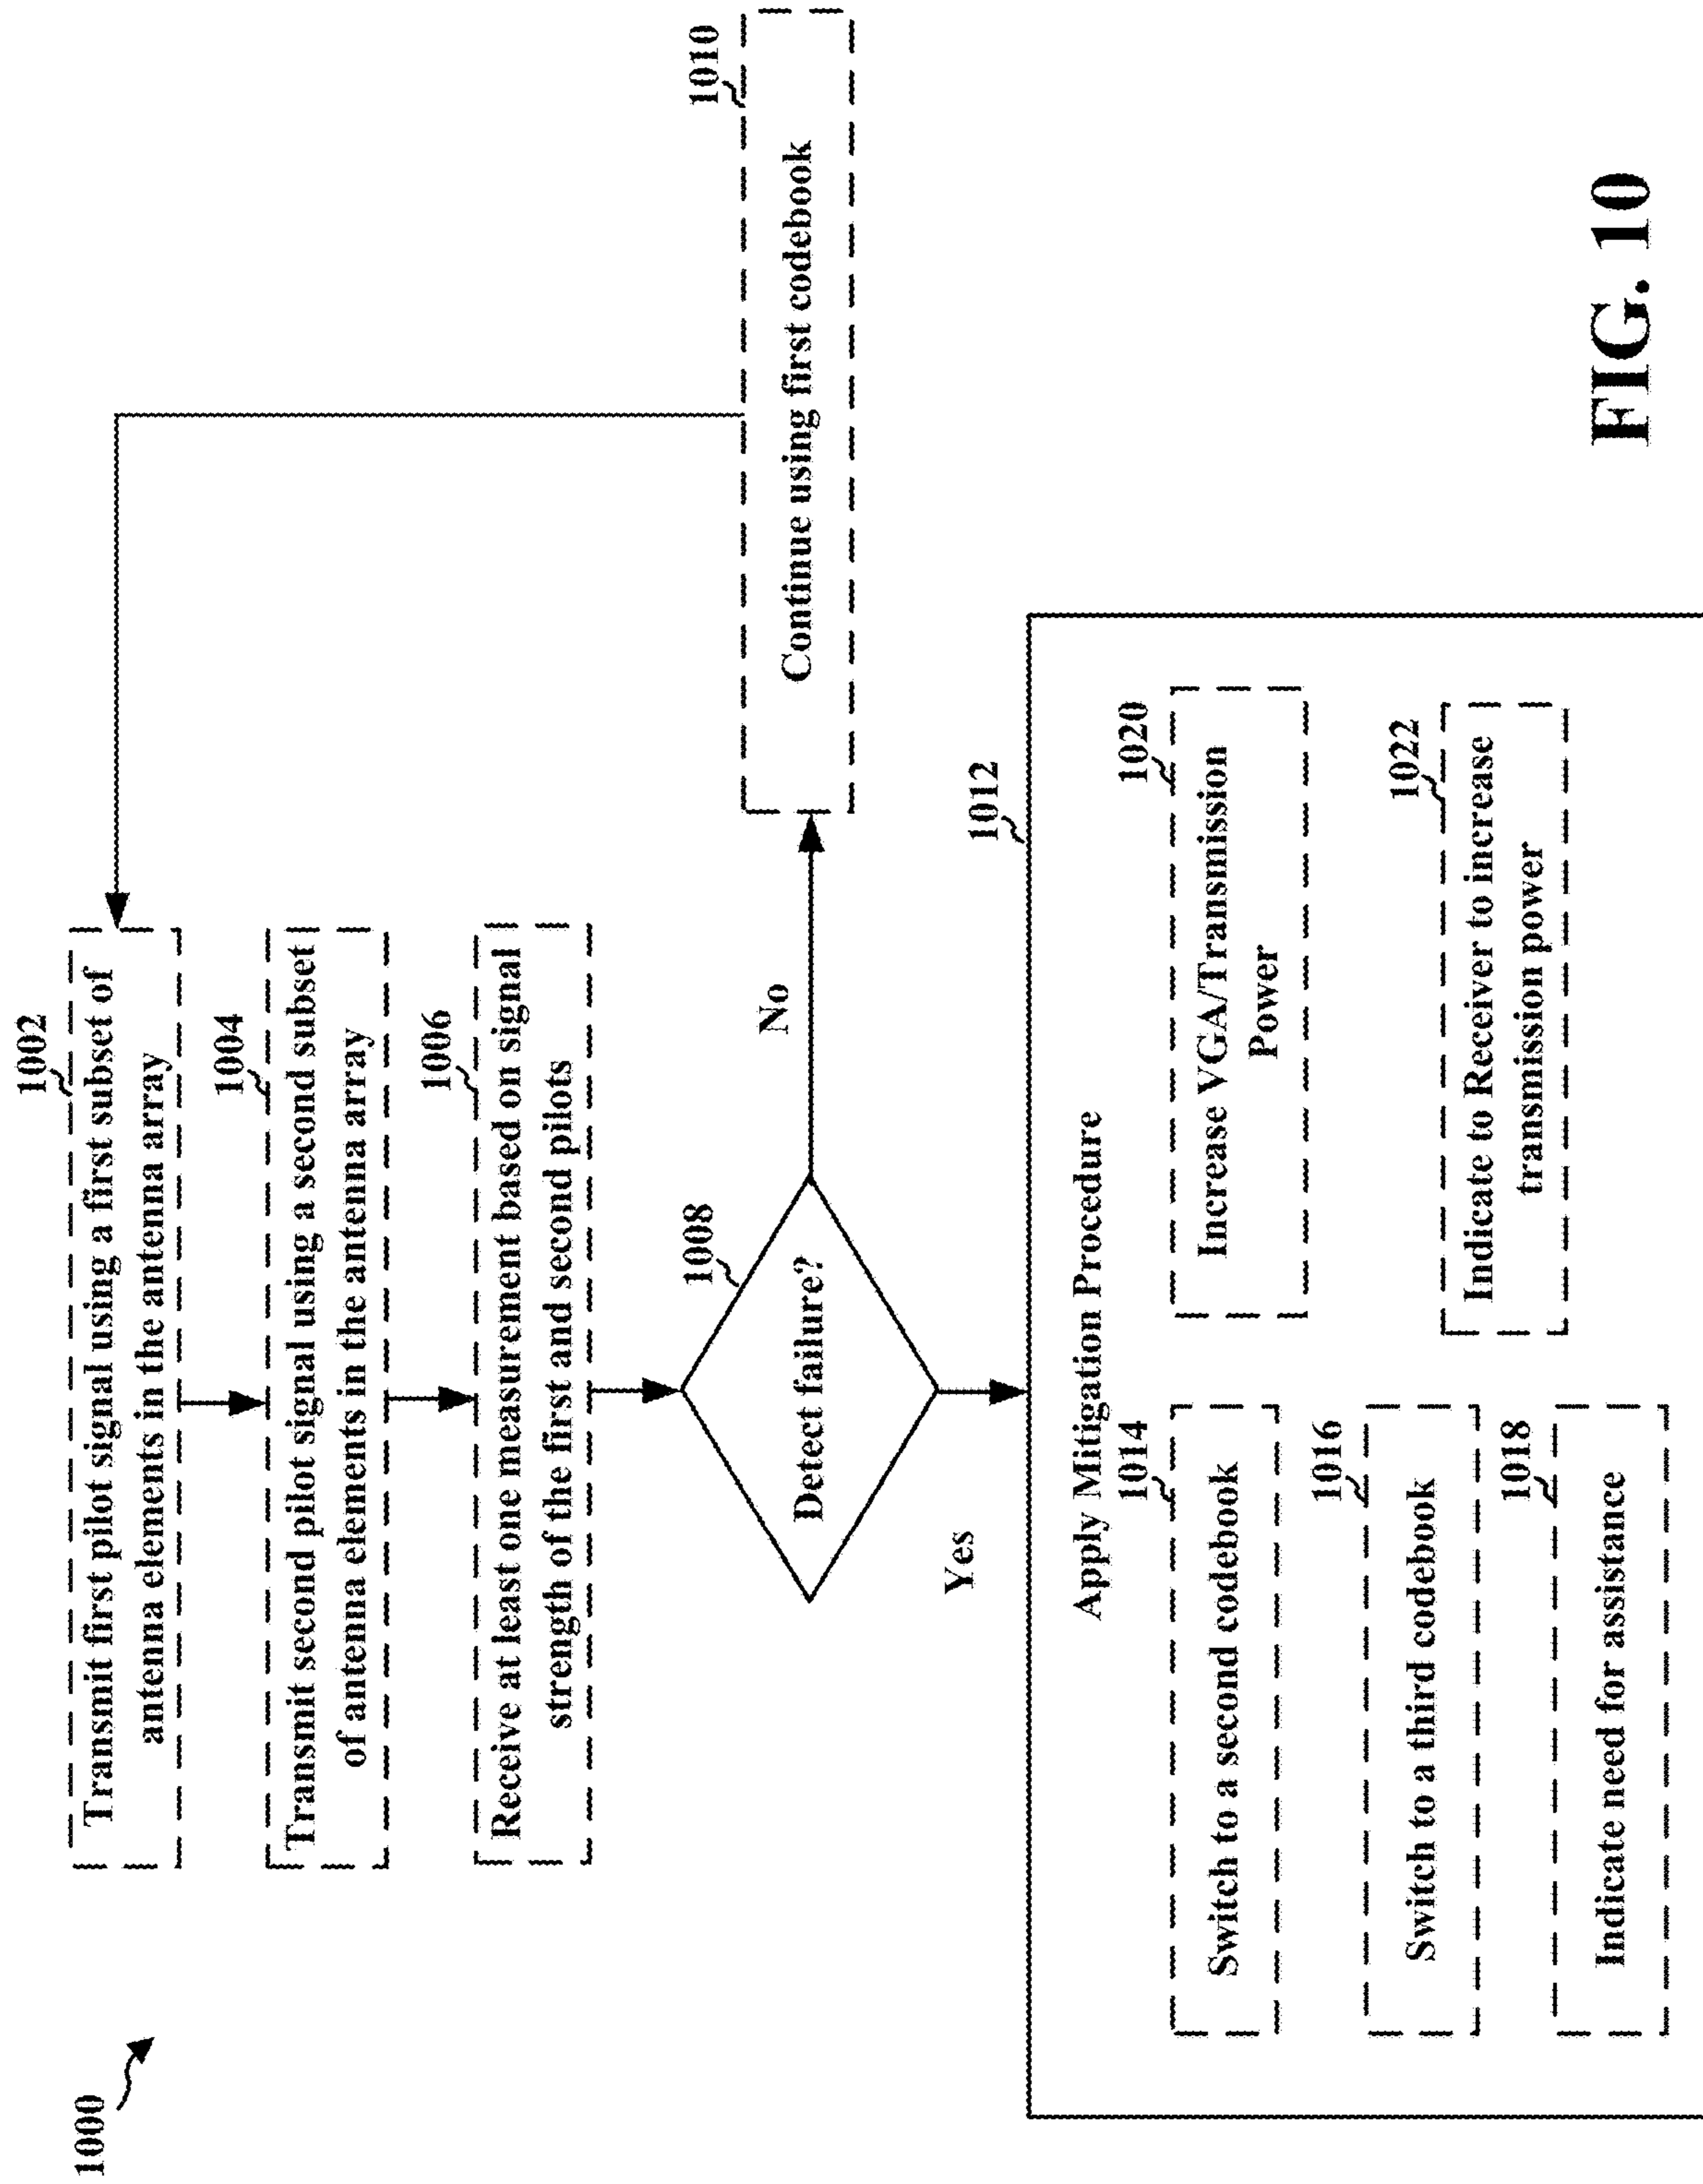 1000
1002
Transmit first pilot signal using a first subset of
antenna elements in the antenna array
1004
Transmit second pilot signal using a second subset
of antenna elements in the antenna array
1006
Receive at least one measurement based on signal
strength of the first and second pilots
1008
Detect failure?
No
1010
Continue using first codebook
Yes
1012
Apply Mitigation Procedure
1014
Switch to a second codebook
1016
Switch to a third codebook
1018
Indicate need for assistance
1020
Increase VGA/Transmission
Power
1022
Indicate to Receiver to increase
transmission power
FIG. 10